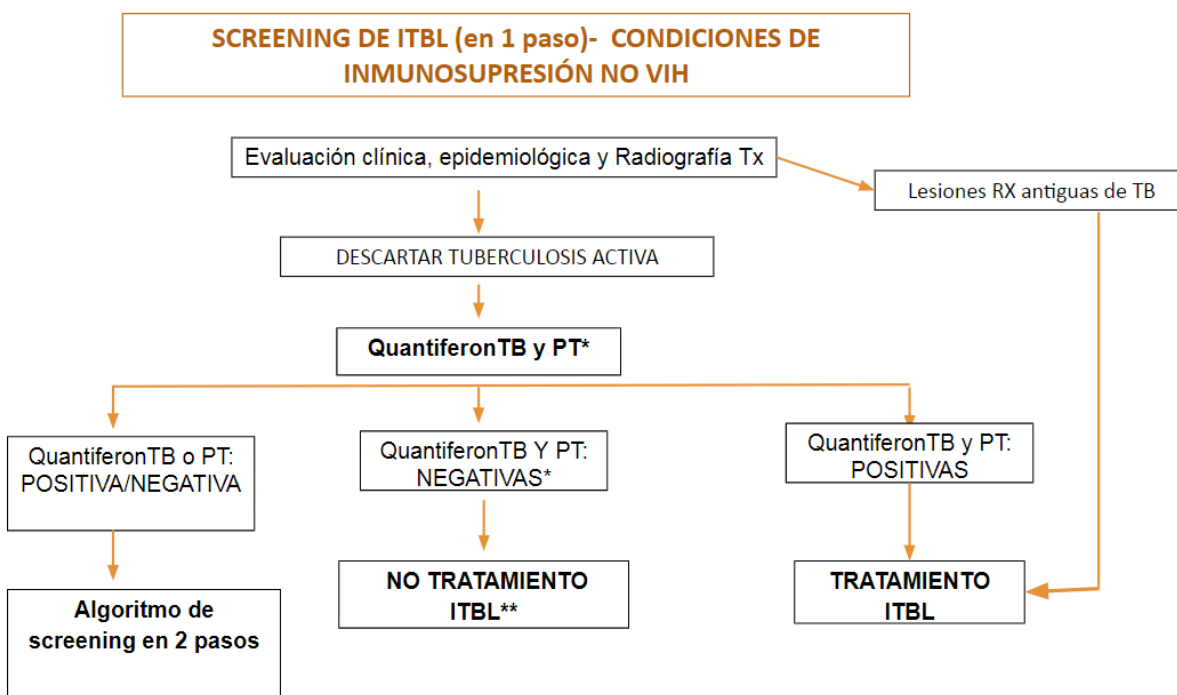 SCREENING DE ITBL (en 1 paso)- CONDICIONES DE
INMUNOSUPRESIÓN NO VIH
Evaluación clínica, epidemiológica y Radiografía Tx
Lesiones RX antiguas de TB
DESCARTAR TUBERCULOSIS ACTIVA
QuantiferonTB y PT*
QuantiferonTB o PT:
POSITIVA/NEGATIVA
QuantiferonTB Y PT:
NEGATIVAS*
QuantiferonTB y PT:
POSITIVAS
Algoritmo de
screening en 2 pasos
NO TRATAMIENTO
ITBL**
TRATAMIENTO
ITBL